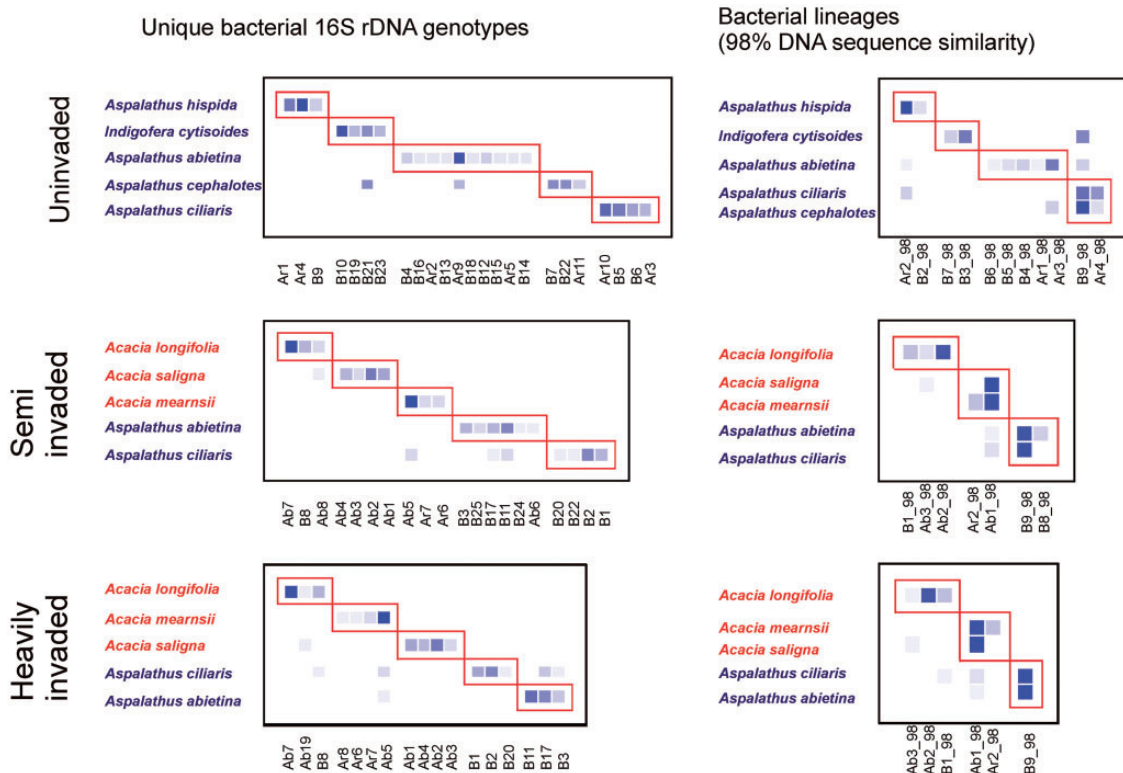 Unique bacterial 16S rDNA genotypes
Bacterial lineages
(98% DNA sequence similarity)
Uninvaded
Aspalathus hispida
Indigofera cytisoides
Aspalathus abietina
Aspalathus cephalotes
Aspalathus ciliaris
Ar1
Ar4
B9
B10
B19
B21
B23
B4
B16
Ar2
B13
Ar9
B18
B12
B15
Ar5
B14
B7
B22
Ar11
Ar10
B5
B6
Ar3
Aspalathus hispida
Indigofera cytisoides
Aspalathus abietina
Aspalathus ciliaris
Aspalathus cephalotes
Ar2_98
B2_98
B7_98
B3_98
B6_98
B5_98
B4_98
Ar1_98
Ar3_98
B9_98
Ar4_98
Semi
invaded
Acacia longifolia
Acacia saligna
Acacia mearnsii
Aspalathus abietina
Aspalathus ciliaris
Ab7
B8
Ab8
Ab4
Ab3
Ab2
Ab1
Ab5
Ar7
Ar6
B3
B25
B17
B11
B24
Ab6
B20
B22
B2
B1
Acacia longifolia
Acacia saligna
Acacia mearnsii
Aspalathus abietina
Aspalathus ciliaris
B1_98
Ab3_98
Ab2_98
Ar2_98
Ab1_98
B9_98
B8_98
Heavily
invaded
Acacia longifolia
Acacia mearnsii
Acacia saligna
Aspalathus ciliaris
Aspalathus abietina
Ab7
Ab19
B8
Ar8
Ar6
Ar7
Ab5
Ab1
Ab4
Ab2
Ab3
B1
B2
B20
B11
B17
B3
Acacia longifolia
Acacia mearnsii
Acacia saligna
Aspalathus ciliaris
Aspalathus abietina
Ab3_98
Ab2_98
B1_98
Ab1_98
Ar2_98
B9_98